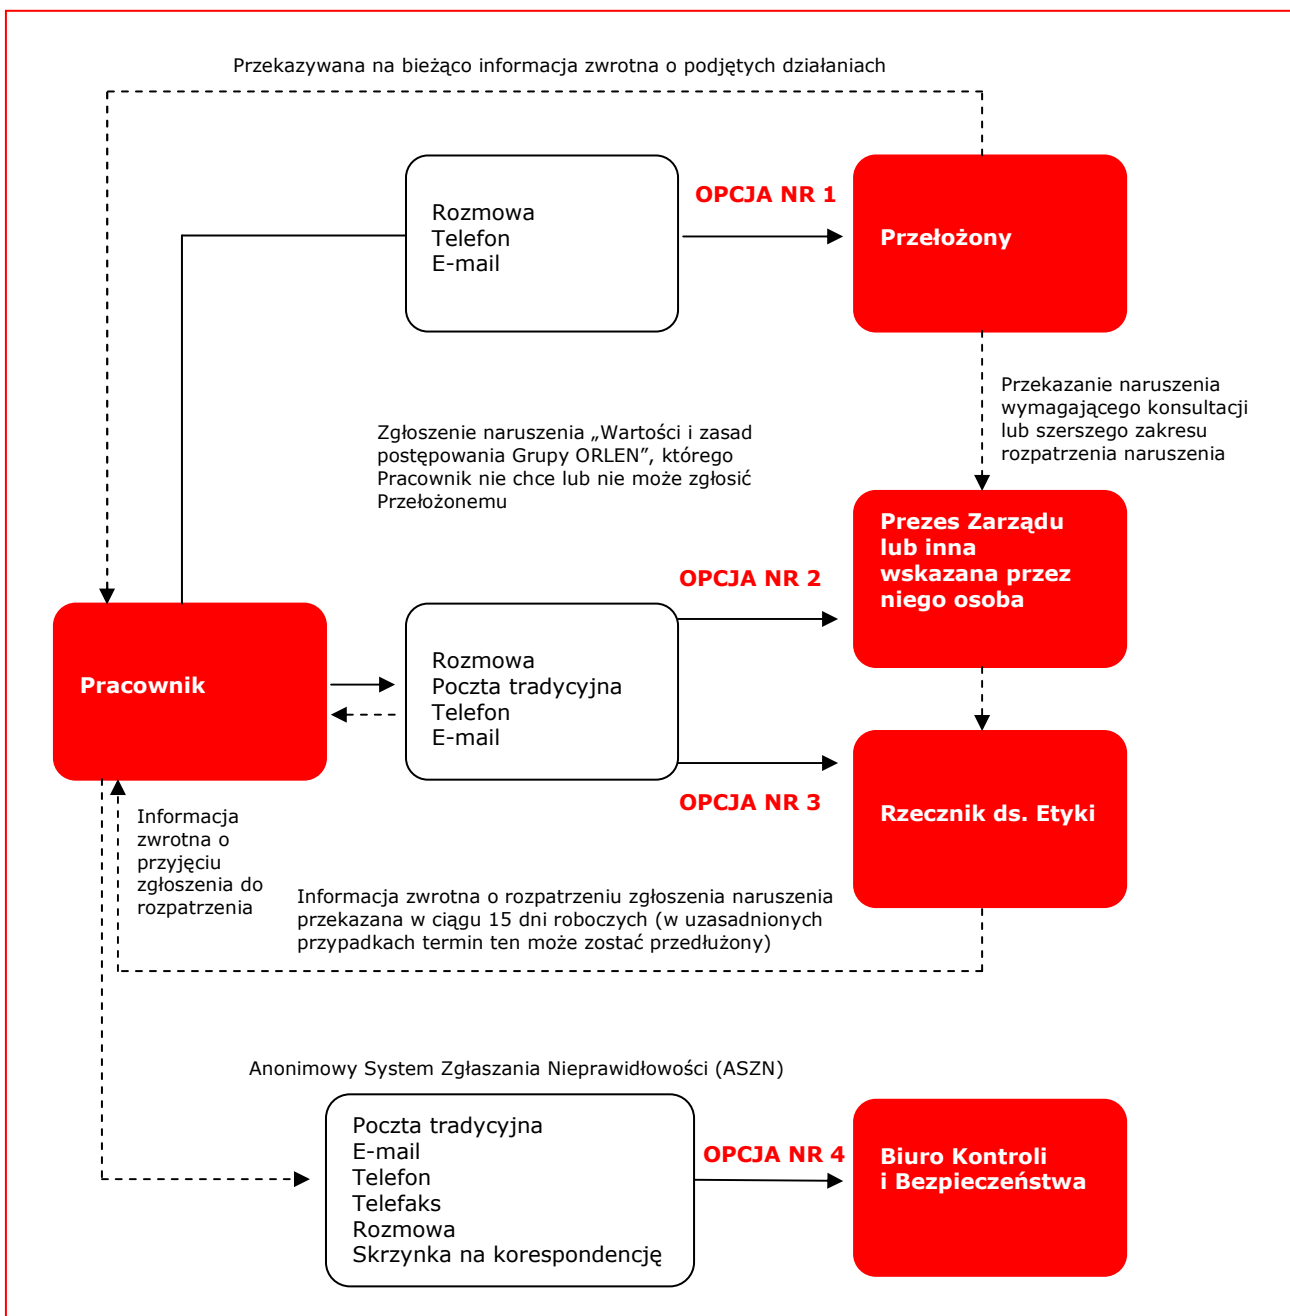 Przekazywana na bieżąco informacja zwrotna o podjętych działaniach
Rozmowa
Telefon
E-mail
OPCJA NR 1
Przełożony
Przekazanie naruszenia
wymagającego konsultacji
lub szerszego zakresu
rozpatrzenia naruszenia
Zgłoszenie naruszenia „Wartości i zasad
postępowania Grupy ORLEN”, którego
Pracownik nie chce lub nie może zgłosić
Przełożonemu
Prezes Zarządu
lub inna
wskazana przez
niego osoba
OPCJA NR 2
Pracownik
Rozmowa
Poczta tradycyjna
Telefon
E-mail
OPCJA NR 3
Rzecznik ds. Etyki
Informacja
zwrotna o
przyjęciu
zgłoszenia do
rozpatrzenia
Informacja zwrotna o rozpatrzeniu zgłoszenia naruszenia
przekazana w ciągu 15 dni roboczych (w uzasadnionych
przypadkach termin ten może zostać przedłużony)
Anonimowy System Zgłaszania Nieprawidłowości (ASZN)
Poczta tradycyjna
E-mail
Telefon
Telefaks
Rozmowa
Skrzynka na korespondencję
OPCJA NR 4
Biuro Kontroli
i Bezpieczeństwa